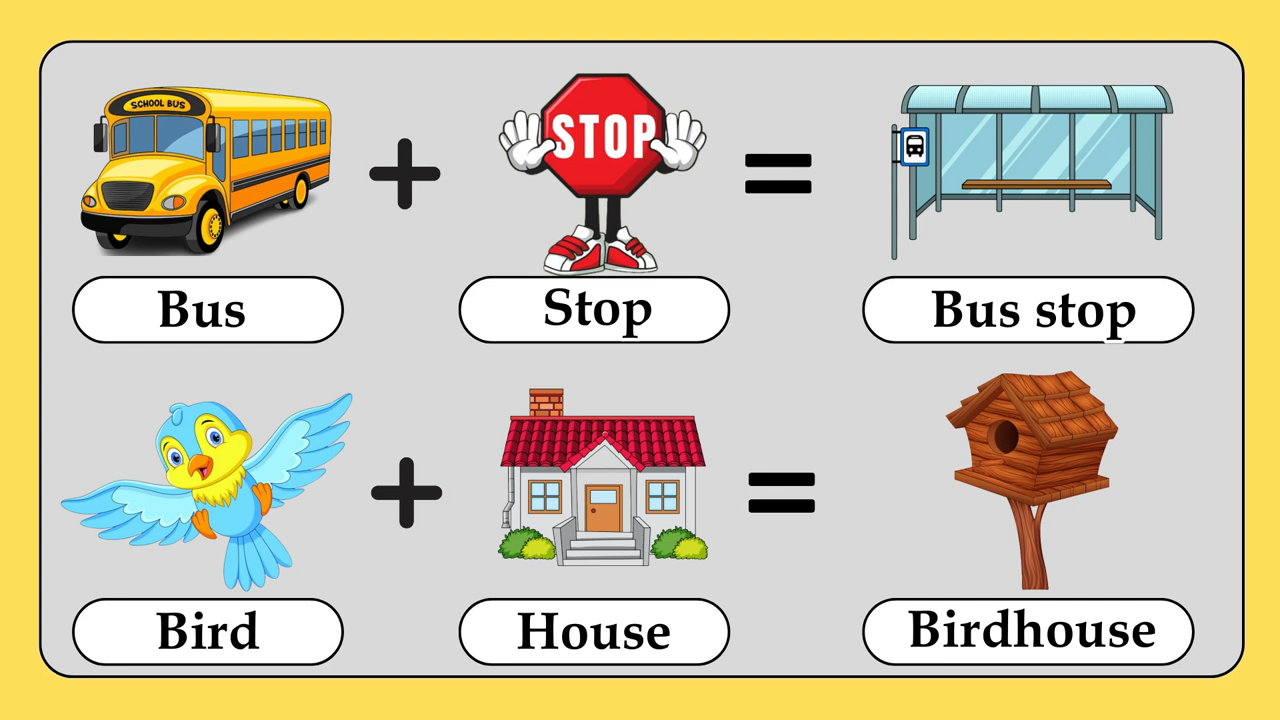 SCHOOL BUS
STOP
Bus
Stop
Bus stop
Bird
House
Birdhouse